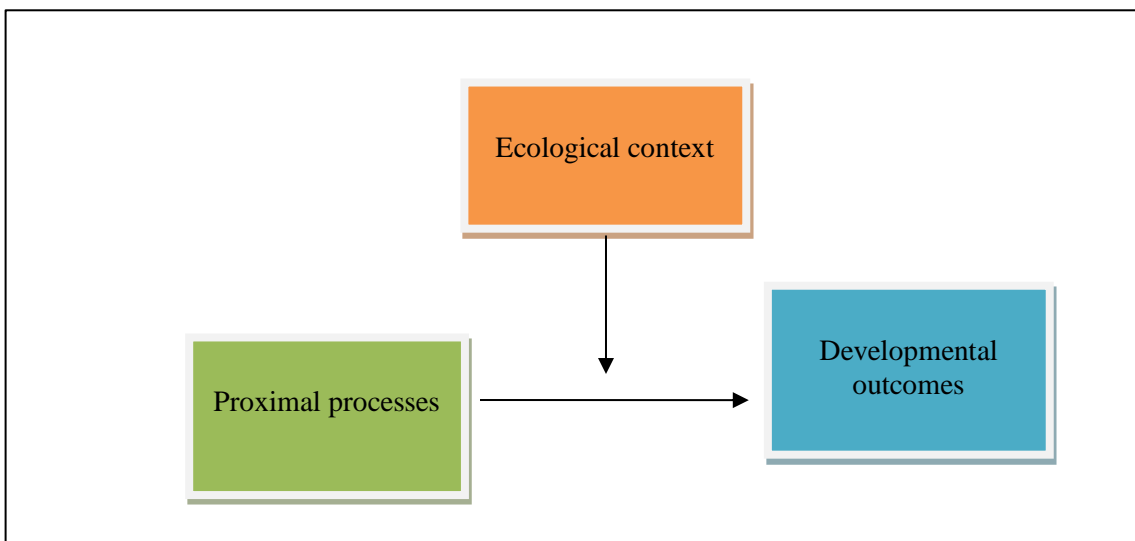 Ecological context
Developmental
outcomes
Proximal processes